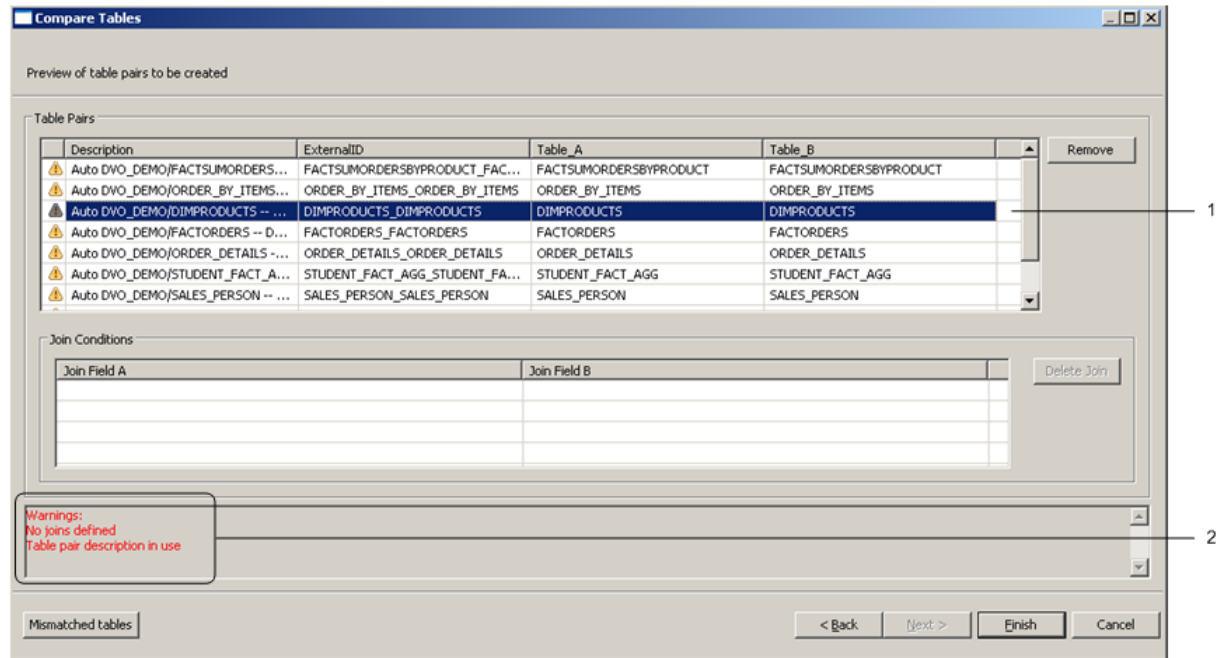 Compare Tables
Preview of table pairs to be created
Table Pairs
Description ExternalID Table_A Table_B
Remove
Auto DVO_DEMO/FACTSUMORDERS... FACTSUMORDERSBYPRODUCT_FAC... FACTSUMORDERSBYPRODUCT FACTSUMORDERSBYPRODUCT
Auto DVO_DEMO/ORDER_BY_ITEMS... ORDER_BY_ITEMS_ORDER_BY_ITEMS ORDER_BY_ITEMS ORDER_BY_ITEMS
Auto DVO_DEMO/DIMPRODUCTS -- ... DIMPRODUCTS_DIMPRODUCTS DIMPRODUCTS DIMPRODUCTS
1
Auto DVO_DEMO/FACTORDERS -- D... FACTORDERS_FACTORDERS FACTORDERS FACTORDERS
Auto DVO_DEMO/ORDER_DETAILS -... ORDER_DETAILS_ORDER_DETAILS ORDER_DETAILS ORDER_DETAILS
Auto DVO_DEMO/STUDENT_FACT_A... STUDENT_FACT_AGG_STUDENT_FA... STUDENT_FACT_AGG STUDENT_FACT_AGG
Auto DVO_DEMO/SALES_PERSON -- ... SALES_PERSON_SALES_PERSON SALES_PERSON SALES_PERSON
Join Conditions
Join Field A Join Field B
Delete Join
Warnings:
No joins defined
Table pair description in use
2
Mismatched tables
< Back Next > Finish Cancel